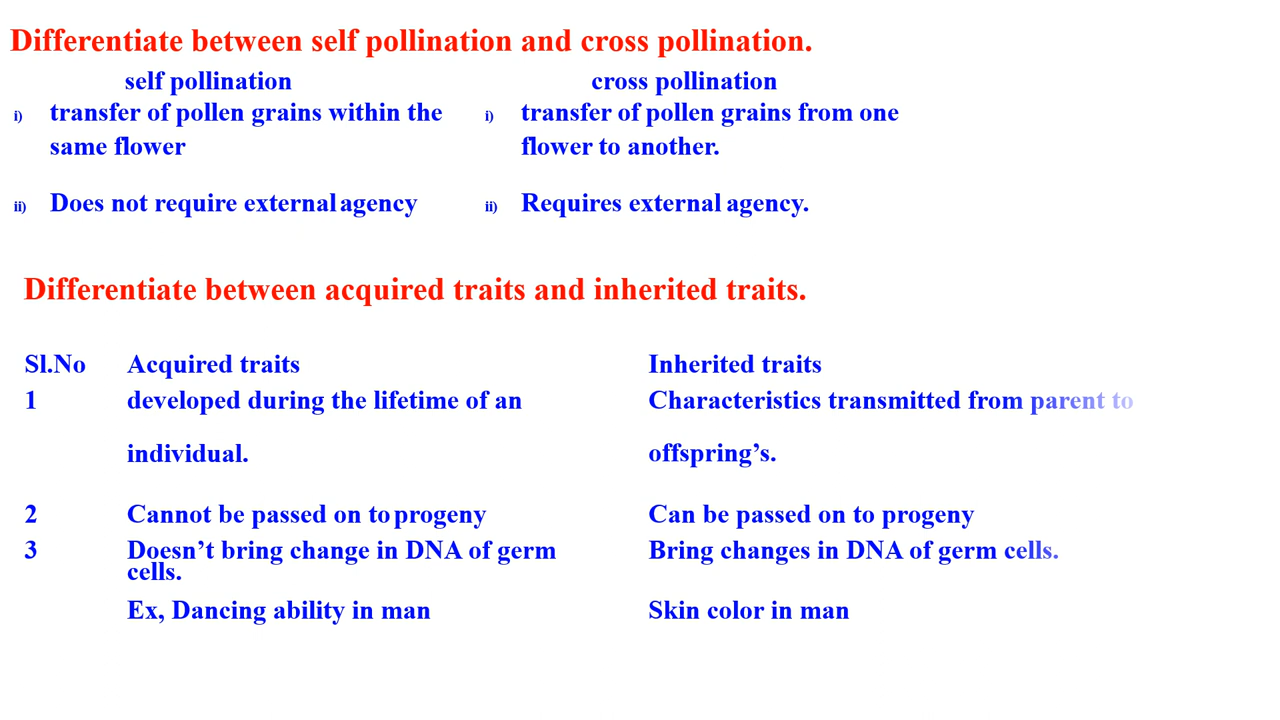 Differentiate between self pollination and cross pollination.
self pollination cross pollination
i) transfer of pollen grains within the i) transfer of pollen grains from one
same flower flower to another.
ii) Does not require external agency ii) Requires external agency.
Differentiate between acquired traits and inherited traits.
Sl.No Acquired traits Inherited traits
1 developed during the lifetime of an Characteristics transmitted from parent to
individual. offspring’s.
2 Cannot be passed on to progeny Can be passed on to progeny
3 Doesn’t bring change in DNA of germ Bring changes in DNA of germ cells.
cells.
Ex, Dancing ability in man Skin color in man